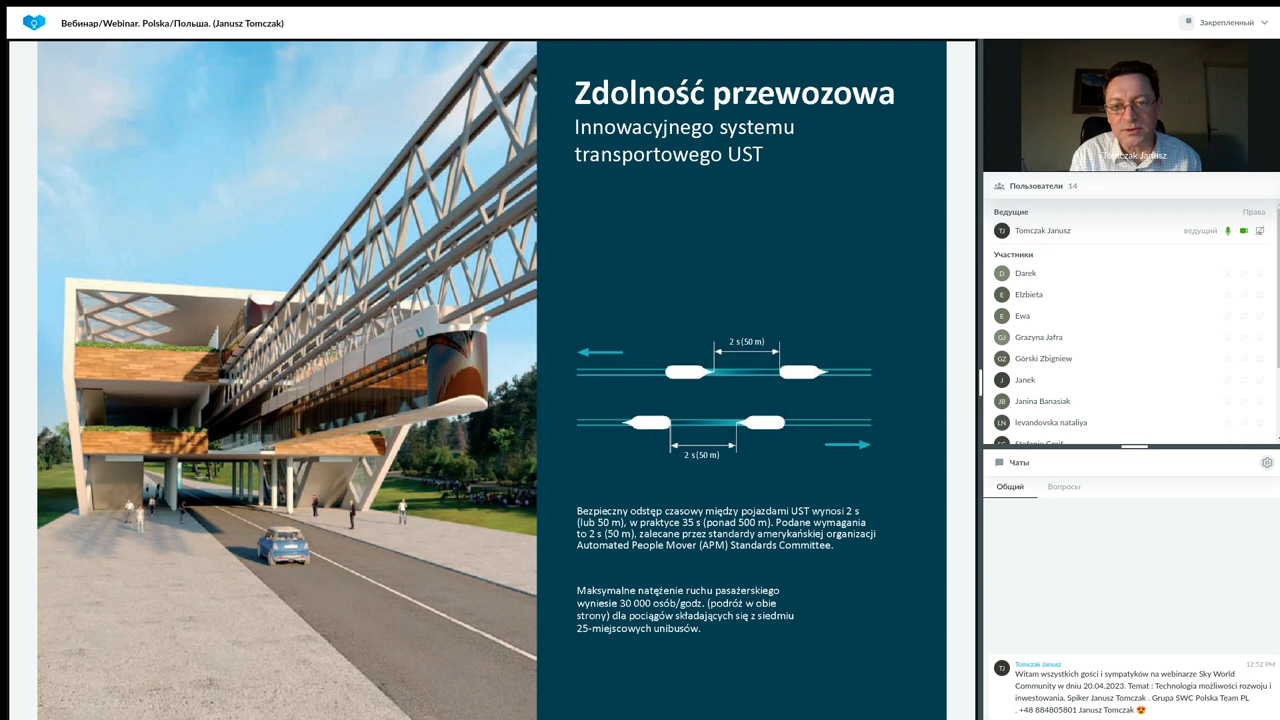 Вебинар/Webinar. Polska/Польша. (Janusz Tomczak)
Закрепленный
Zdolność przewozowa
Innowacyjnego systemu
transportowego UST
2 s (50 m)
2 s (50 m)
Bezpieczny odstęp czasowy między pojazdami UST wynosi 2 s
(lub 50 m), w praktyce 35 s (ponad 500 m). Podane wymagania
to 2 s (50 m), zalecane przez standardy amerykańskiej organizacji
Automated People Mover (APM) Standards Committee.
Maksymalne natężenie ruchu pasażerskiego
wyniesie 30 000 osób/godz. (podróż w obie
strony) dla pociągów składających się z siedmiu
25-miejscowych unibusów.
Tomczak Janusz
Пользователи 14
Ведущие Права
TJ Tomczak Janusz ведущий
Участники
D Darek
E Elzbieta
E Ewa
GJ Grazyna Jafra
GZ Górski Zbigniew
J Janek
JB Janina Banasiak
LN levandovska nataliya
Чаты
Общий Вопросы
TJ Tomczak Janusz 12:52 PM
Witam wszystkich gości i sympatyków na webinarze Sky World
Community w dniu 20.04.2023. Temat : Technologia możliwości rozwoju i
inwestowania. Spiker Janusz Tomczak . Grupa SWC Polska Team PL
. +48 884805801 Janusz Tomczak 😍